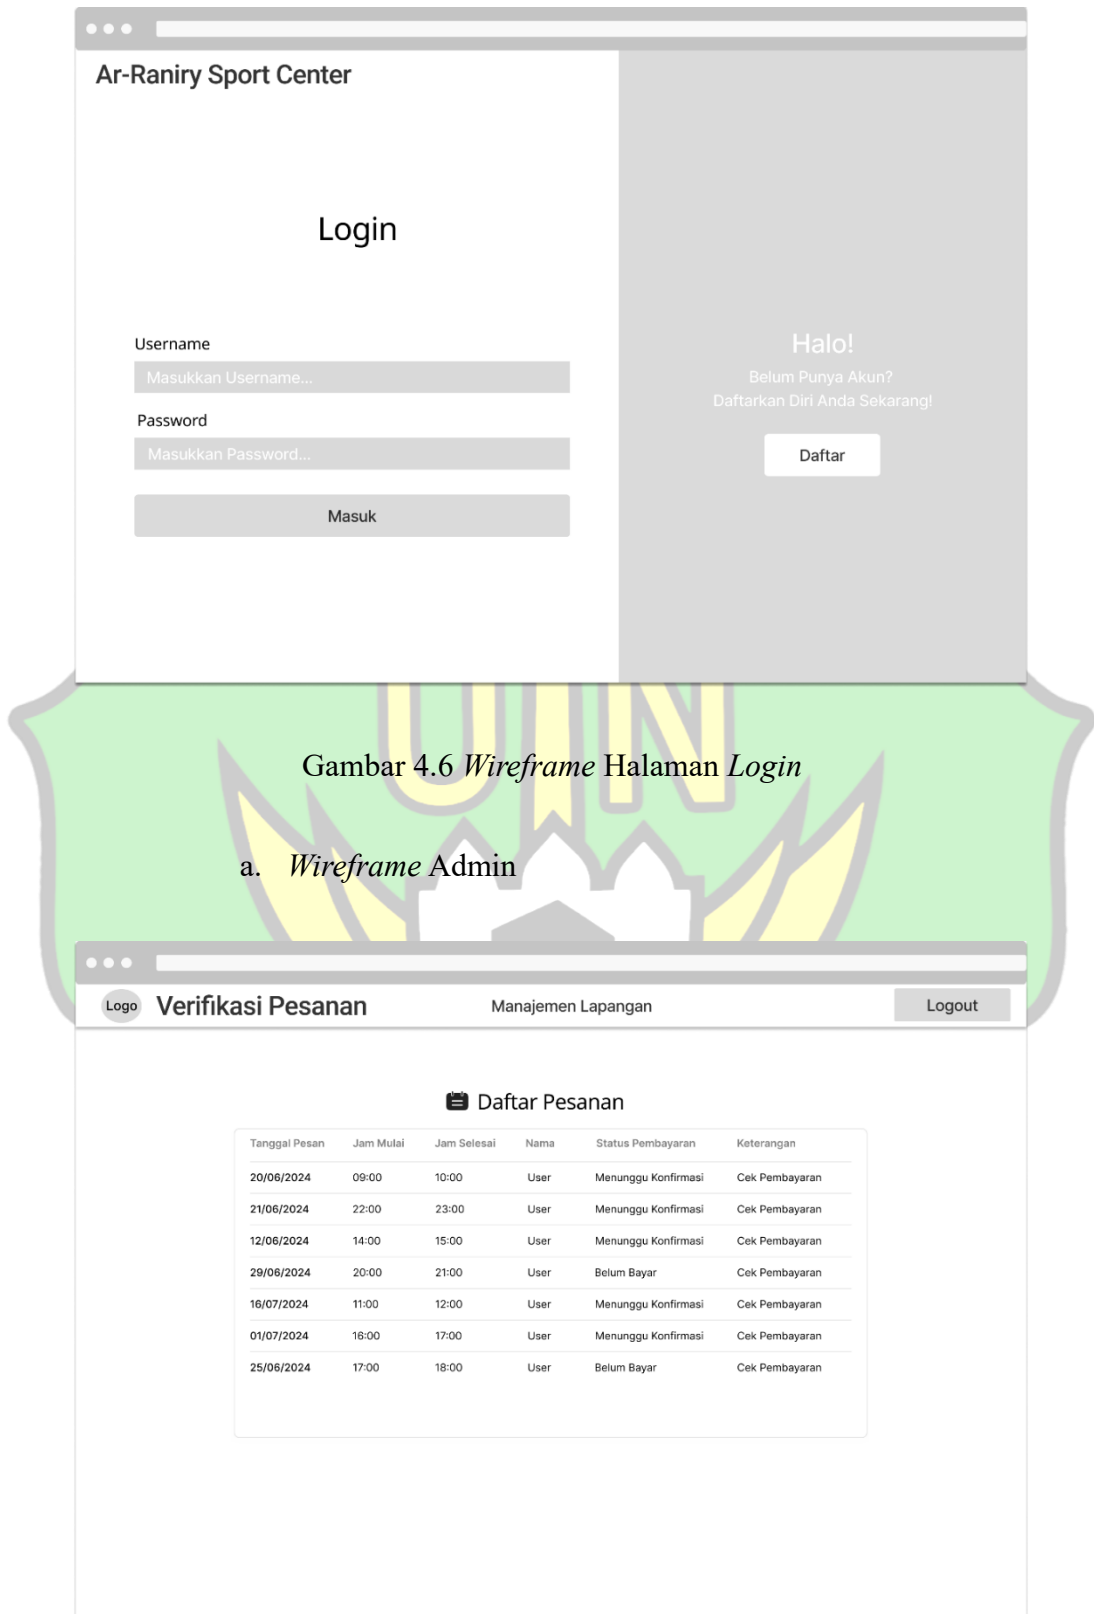 Ar-Raniry Sport Center
Login
Username
Masukkan Username...
Password
Masukkan Password...
Masuk
Halo!
Belum Punya Akun?
Daftarkan Diri Anda Sekarang!
Daftar
UIN
Gambar 4.6 Wireframe Halaman Login
a. Wireframe Admin
Logo Verifikasi Pesanan Manajemen Lapangan Logout
Daftar Pesanan
Tanggal Pesan Jam Mulai Jam Selesai Nama Status Pembayaran Keterangan
20/06/2024 09:00 10:00 User Menunggu Konfirmasi Cek Pembayaran
21/06/2024 22:00 23:00 User Menunggu Konfirmasi Cek Pembayaran
12/06/2024 14:00 15:00 User Menunggu Konfirmasi Cek Pembayaran
29/06/2024 20:00 21:00 User Belum Bayar Cek Pembayaran
16/07/2024 11:00 12:00 User Menunggu Konfirmasi Cek Pembayaran
01/07/2024 16:00 17:00 User Menunggu Konfirmasi Cek Pembayaran
25/06/2024 17:00 18:00 User Belum Bayar Cek Pembayaran